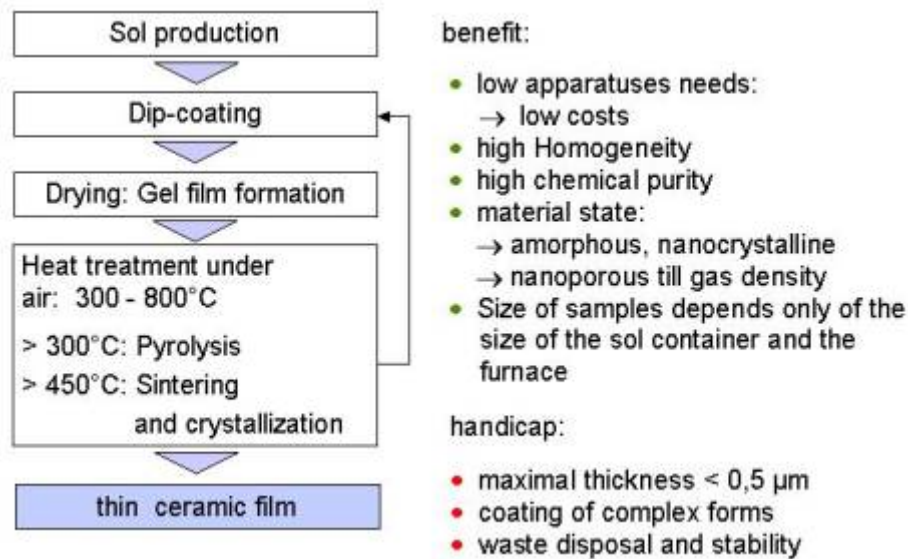 Sol production
Dip-coating
Drying: Gel film formation
Heat treatment under
air: 300 - 800°C
> 300°C: Pyrolysis
> 450°C: Sintering
and crystallization
thin ceramic film
benefit:
• low apparatuses needs:
→ low costs
• high Homogeneity
• high chemical purity
• material state:
→ amorphous, nanocrystalline
→ nanoporous till gas density
• Size of samples depends only of the
size of the sol container and the
furnace
handicap:
• maximal thickness < 0,5 µm
• coating of complex forms
• waste disposal and stability